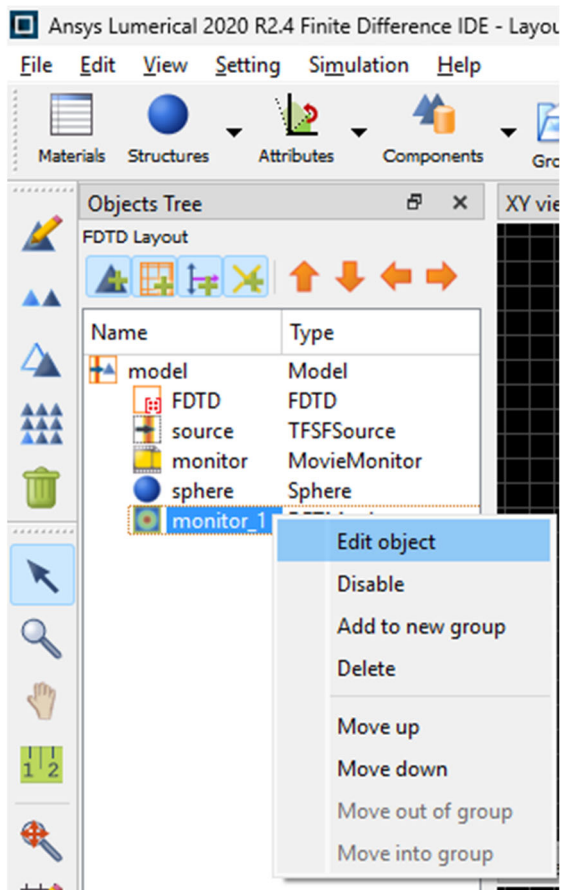 Ansys Lumerical 2020 R2.4 Finite Difference IDE - Layou
File Edit View Setting Simulation Help
Materials Structures Attributes Components Gro
Objects Tree XY vie
FDTD Layout
Name Type
model Model
FDTD FDTD
source TFSFSource
monitor MovieMonitor
sphere Sphere
monitor_1
Edit object
Disable
Add to new group
Delete
Move up
Move down
Move out of group
Move into group
1 2